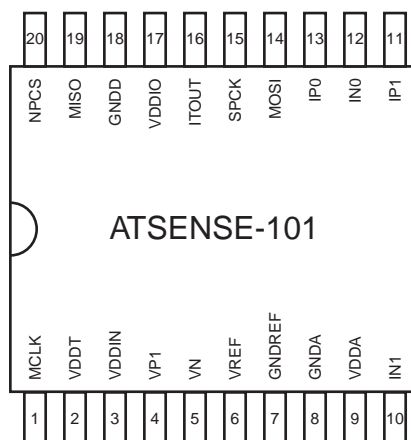 20 19 18 17 16 15 14 13 12 11
NPCS MISO GNDD VDDIO ITOUT SPCK MOSI IP0 IN0 IP1
ATSENSE-101
MCLK VDDT VDDIN VP1 VN VREF GNDREF GNDA VDDA IN1
1 2 3 4 5 6 7 8 9 10